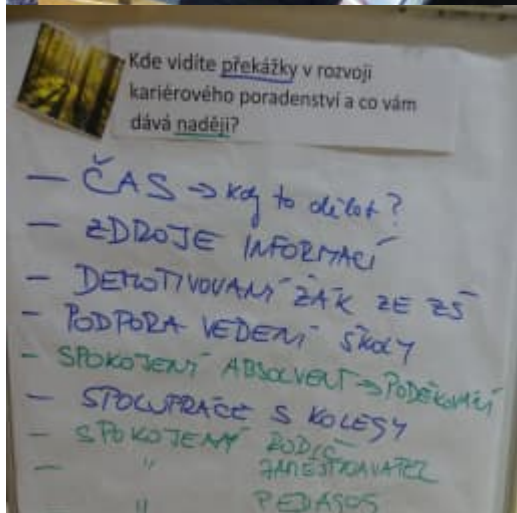 Kde vidíte překážky v rozvoji
kariérového poradenství a co vám
dává naději?
– ČAS → kdy to dělat?
– ZDROJE INFORMACÍ
– DEMOTIVOVANÝ ŽÁK ZE ZŠ
– PODPORA VEDENÍ ŠKOLY
– SPOKOJENÝ ABSOLVENT → PODĚKOVÁNÍ
– SPOLUPRÁCE S KOLEGY
– SPOKOJENÝ RODIČ
– " ZAMĚSTNAVATEL
" PEDAGOG